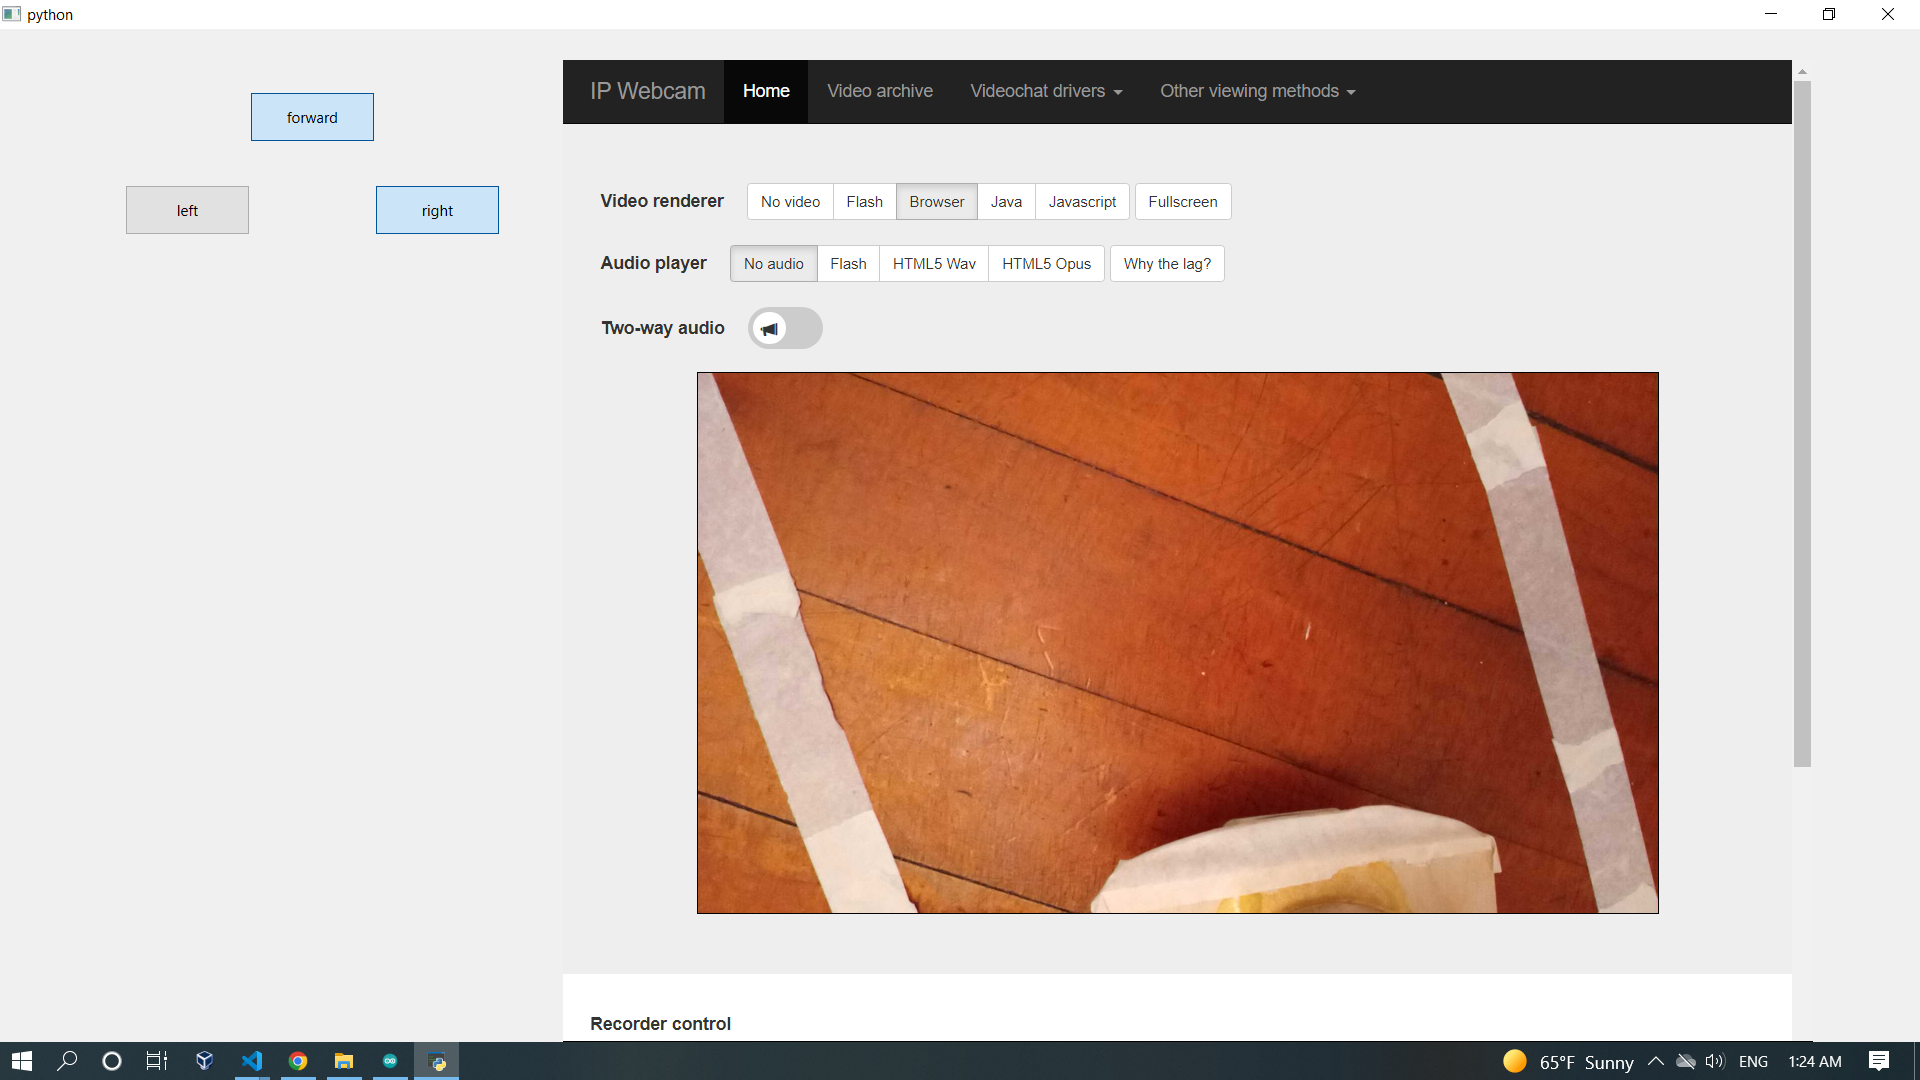 python
forward
left
right
IP Webcam Home Video archive Videochat drivers Other viewing methods
Video renderer No video Flash Browser Java Javascript Fullscreen
Audio player No audio Flash HTML5 Wav HTML5 Opus Why the lag?
Two-way audio
Recorder control
65°F Sunny ENG 1:24 AM